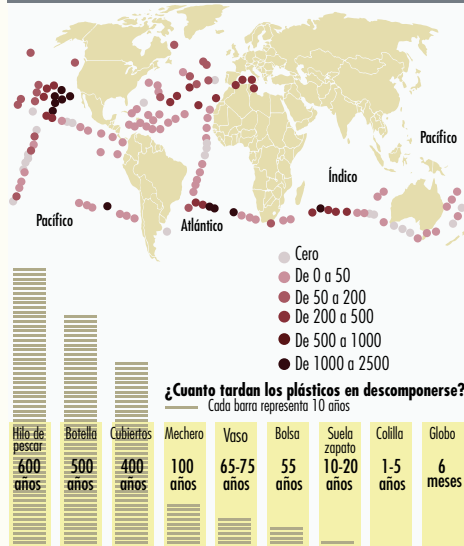 Pacífico
Índico
Pacífico
Atlántico
Cero
De 0 a 50
De 50 a 200
De 200 a 500
De 500 a 1000
De 1000 a 2500
¿Cuanto tardan los plásticos en descomponerse?
Cada barra representa 10 años
Hilo de
pescar
600
años
Botella
500
años
Cubiertos
400
años
Mechero
100
años
Vaso
65-75
años
Bolsa
55
años
Suela
zapato
10-20
años
Colilla
1-5
años
Globo
6
meses